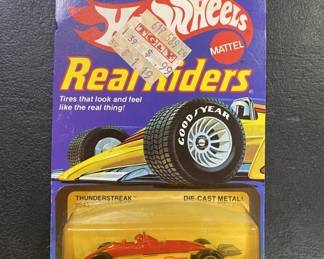 Hot Wheels
MATTEL
Real Riders
Tires that look and feel
like the real thing!
GOOD YEAR
THUNDERSTREAK
DIE-CAST METAL!